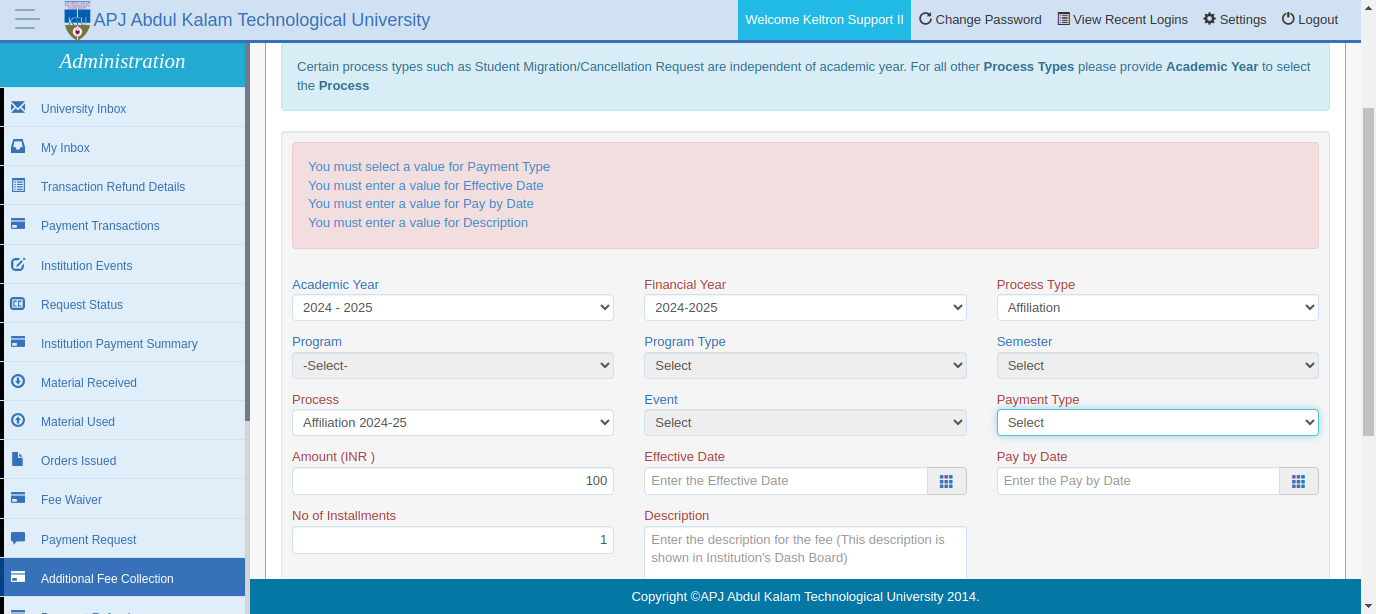 APJ Abdul Kalam Technological University
Welcome Keltron Support II
Change Password
View Recent Logins
Settings
Logout
Administration
University Inbox
My Inbox
Transaction Refund Details
Payment Transactions
Institution Events
Request Status
Institution Payment Summary
Material Received
Material Used
Orders Issued
Fee Waiver
Payment Request
Additional Fee Collection
Certain process types such as Student Migration/Cancellation Request are independent of academic year. For all other Process Types please provide Academic Year to select
the Process
You must select a value for Payment Type
You must enter a value for Effective Date
You must enter a value for Pay by Date
You must enter a value for Description
Academic Year
Financial Year
Process Type
2024 - 2025
2024-2025
Affiliation
Program
Program Type
Semester
-Select-
Select
Select
Process
Event
Payment Type
Affiliation 2024-25
Select
Select
Amount (INR )
Effective Date
Pay by Date
100
Enter the Effective Date
Enter the Pay by Date
No of Installments
Description
1
Enter the description for the fee (This description is
shown in Institution's Dash Board)
Copyright ©APJ Abdul Kalam Technological University 2014.